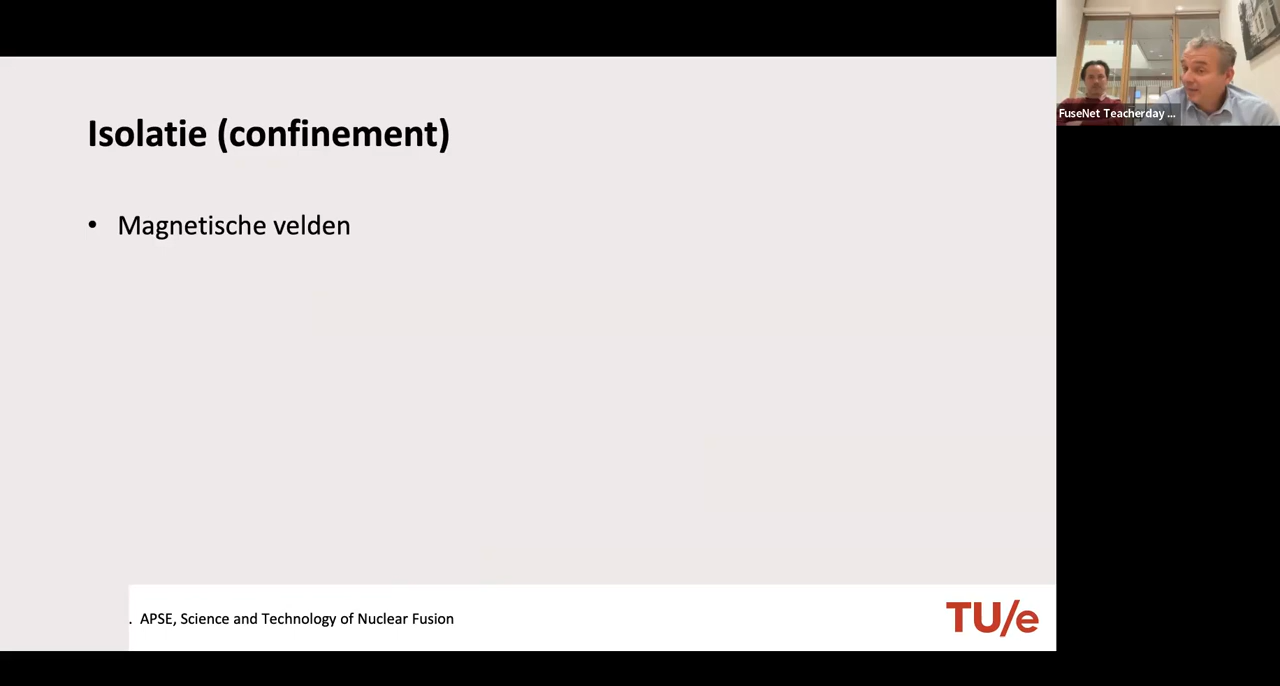 Isolatie (confinement)
• Magnetische velden
FuseNet Teacherday ...
. APSE, Science and Technology of Nuclear Fusion
TU/e